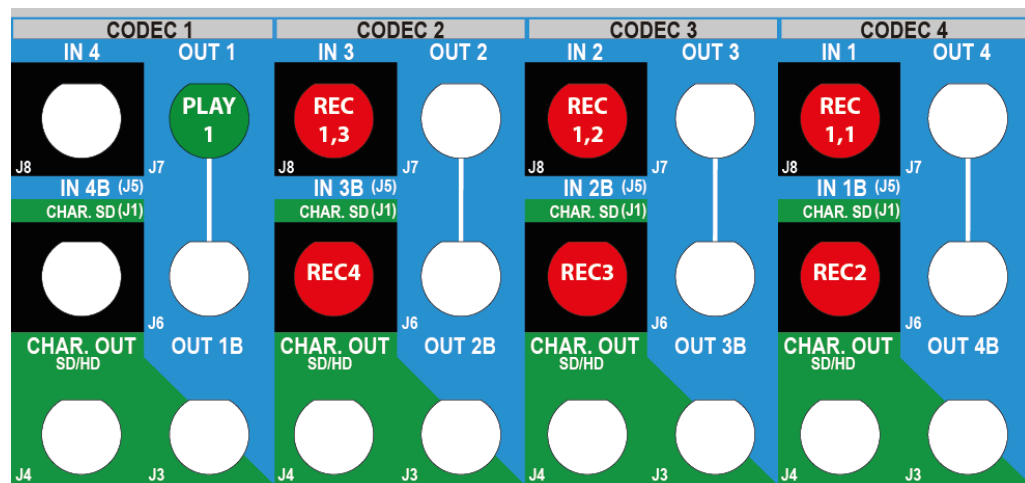 CODEC 1 CODEC 2 CODEC 3 CODEC 4
IN 4 OUT 1 IN 3 OUT 2 IN 2 OUT 3 IN 1 OUT 4
PLAY REC REC REC
1 1,3 1,2 1,1
J8 J7 J8 J7 J8 J7 J8 J7
IN 4B (J5) IN 3B (J5) IN 2B (J5) IN 1B (J5)
CHAR. SD (J1) CHAR. SD (J1) CHAR. SD (J1) CHAR. SD (J1)
REC4 REC3 REC2
J6 J6 J6 J6
CHAR. OUT OUT 1B CHAR. OUT OUT 2B CHAR. OUT OUT 3B CHAR. OUT OUT 4B
SD/HD SD/HD SD/HD SD/HD
J4 J3 J4 J3 J4 J3 J4 J3